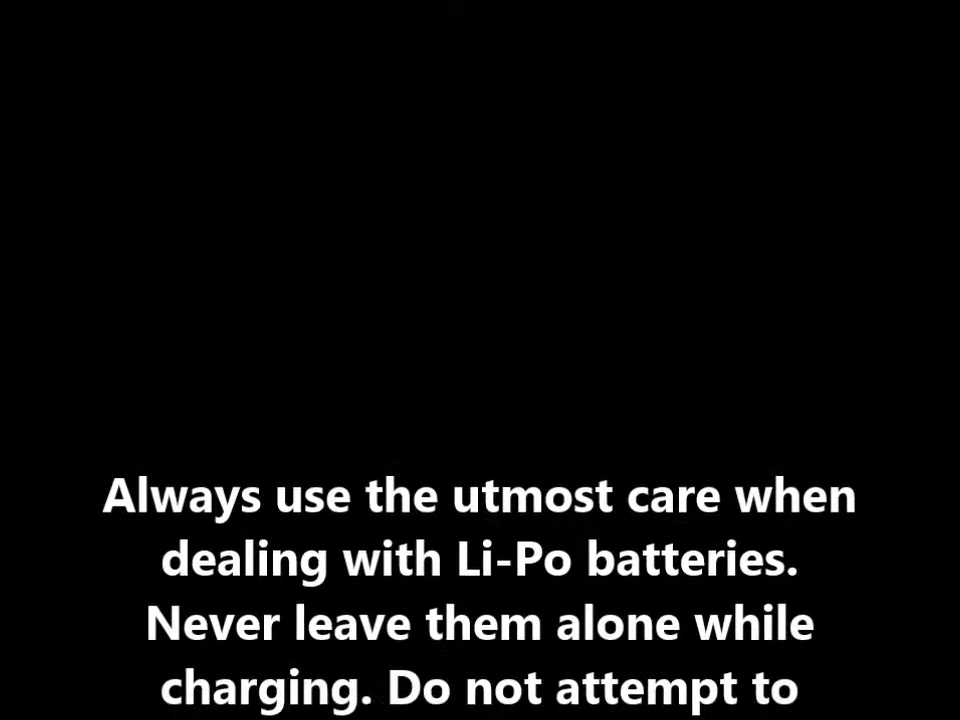 Always use the utmost care when
dealing with Li-Po batteries.
Never leave them alone while
charging. Do not attempt to